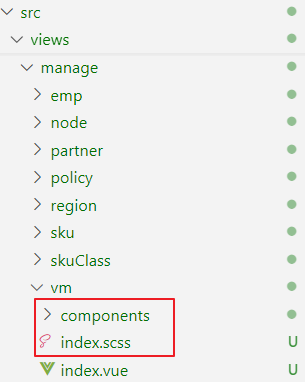 src
views
manage
emp
node
partner
policy
region
sku
skuClass
vm
components
index.scss U
index.vue U